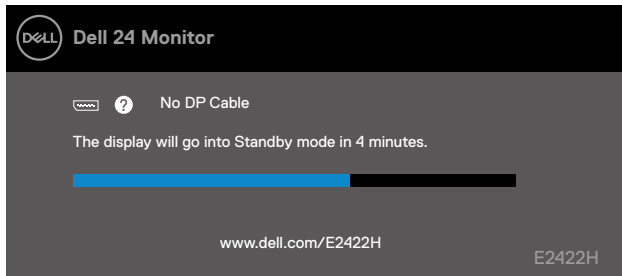 DELL Dell 24 Monitor
? No DP Cable
The display will go into Standby mode in 4 minutes.
www.dell.com/E2422H
E2422H